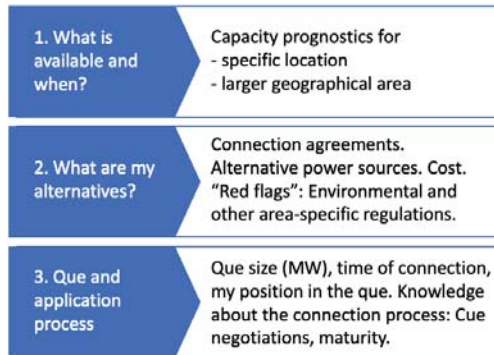 1. What is
available and
when?
Capacity prognostics for
- specific location
- larger geographical area
2. What are my
alternatives?
Connection agreements.
Alternative power sources. Cost.
“Red flags”: Environmental and
other area-specific regulations.
3. Que and
application
process
Que size (MW), time of connection,
my position in the que. Knowledge
about the connection process: Cue
negotiations, maturity.